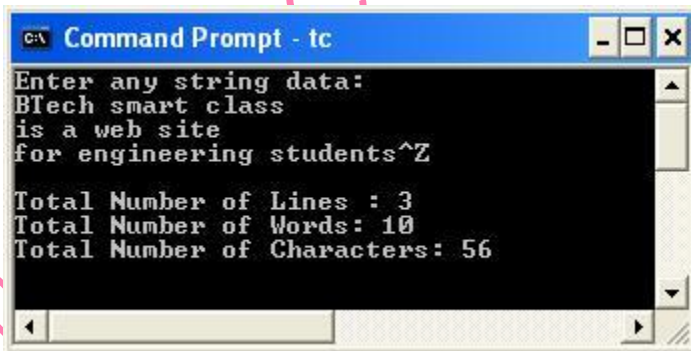 C:\ Command Prompt - tc
Enter any string data:
BTech smart class
is a web site
for engineering students^Z
Total Number of Lines : 3
Total Number of Words: 10
Total Number of Characters: 56